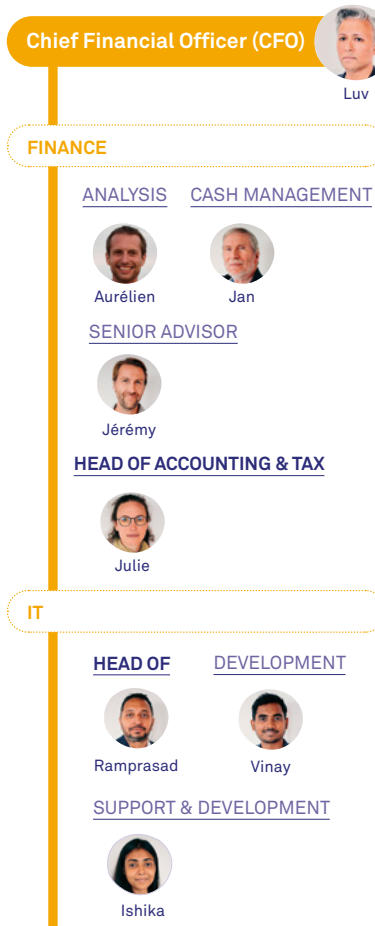 Chief Financial Officer (CFO)
Luv
FINANCE
ANALYSIS CASH MANAGEMENT
Aurélien Jan
SENIOR ADVISOR
Jérémy
HEAD OF ACCOUNTING & TAX
Julie
IT
HEAD OF DEVELOPMENT
Ramprasad Vinay
SUPPORT & DEVELOPMENT
Ishika